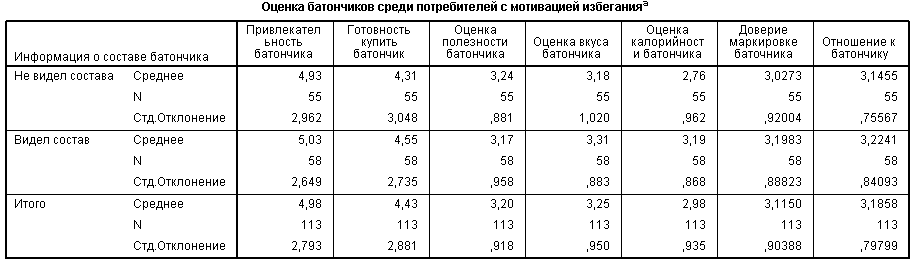 Оценка батончиков среди потребителей с мотивацией избегания a
Информация о составе батончика Привлекател ьность батончика Готовность купить батончик Оценка полезности батончика Оценка вкуса батончика Оценка калорийност и батончика Доверие маркировке батончика Отношение к батончику
Не видел состава Среднее 4,93 4,31 3,24 3,18 2,76 3,0273 3,1455
N 55 55 55 55 55 55 55
Стд.Отклонение 2,962 3,048 ,881 1,020 ,962 ,92004 ,75567
Видел состав Среднее 5,03 4,55 3,17 3,31 3,19 3,1983 3,2241
N 58 58 58 58 58 58 58
Стд.Отклонение 2,649 2,735 ,958 ,883 ,868 ,88823 ,84093
Итого Среднее 4,98 4,43 3,20 3,25 2,98 3,1150 3,1858
N 113 113 113 113 113 113 113
Стд.Отклонение 2,793 2,881 ,918 ,950 ,935 ,90388 ,79799